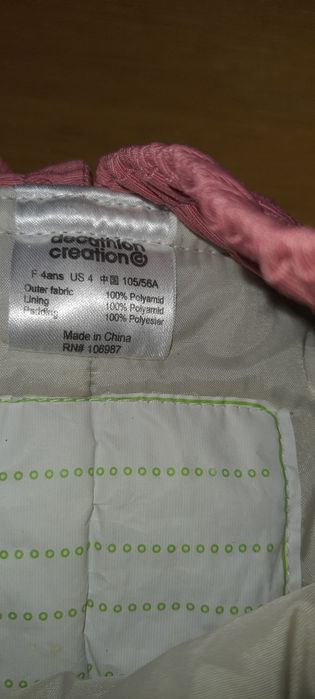 decathlon
creation©
F 4ans US 4 中国 105/56A
Outer fabric 100% Polyamid
Lining 100% Polyamid
Padding 100% Polyester
Made in China
RN# 106987